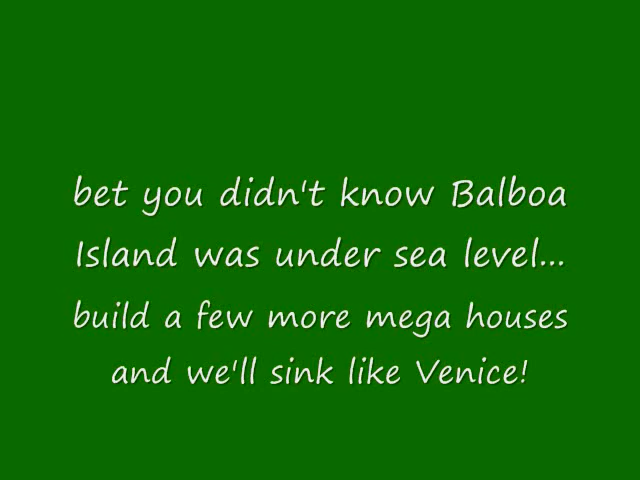 bet you didn't know Balboa
Island was under sea level...
build a few more mega houses
and we'll sink like Venice!